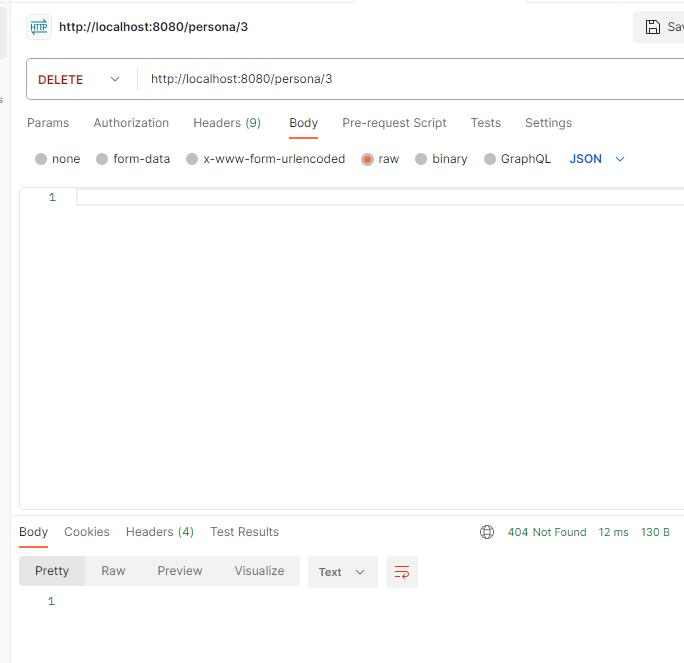 HTTP http://localhost:8080/persona/3 Sav
DELETE http://localhost:8080/persona/3
s
Params Authorization Headers (9) Body Pre-request Script Tests Settings
none form-data x-www-form-urlencoded raw binary GraphQL JSON
1
Body Cookies Headers (4) Test Results 404 Not Found 12 ms 130 B
Pretty Raw Preview Visualize Text
1